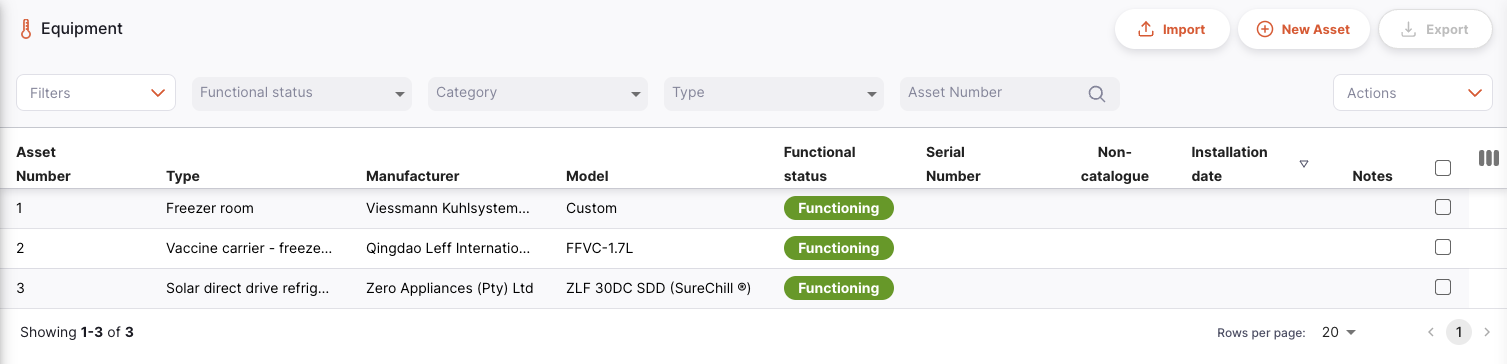 Equipment
Import
New Asset
Export
Filters
Functional status
Category
Type
Asset Number
Actions
Asset Number
Type
Manufacturer
Model
Functional status
Serial Number
Non-catalogue
Installation date
Notes
1 Freezer room Viessmann Kuhlsystem... Custom Functioning
2 Vaccine carrier - freeze... Qingdao Leff Internatio... FFVC-1.7L Functioning
3 Solar direct drive refrig... Zero Appliances (Pty) Ltd ZLF 30DC SDD (SureChill ®) Functioning
Showing 1-3 of 3
Rows per page: 20
1